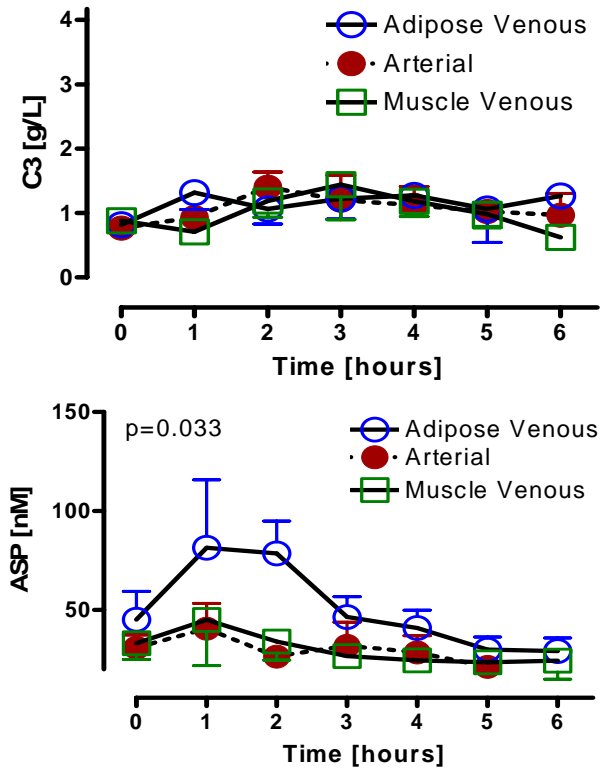 4
3
2
1
0
C3 [g/L]
Adipose Venous
Arterial
Muscle Venous
0 1 2 3 4 5 6
Time [hours]
150
100
50
ASP [nM]
p=0.033
Adipose Venous
Arterial
Muscle Venous
0 1 2 3 4 5 6
Time [hours]